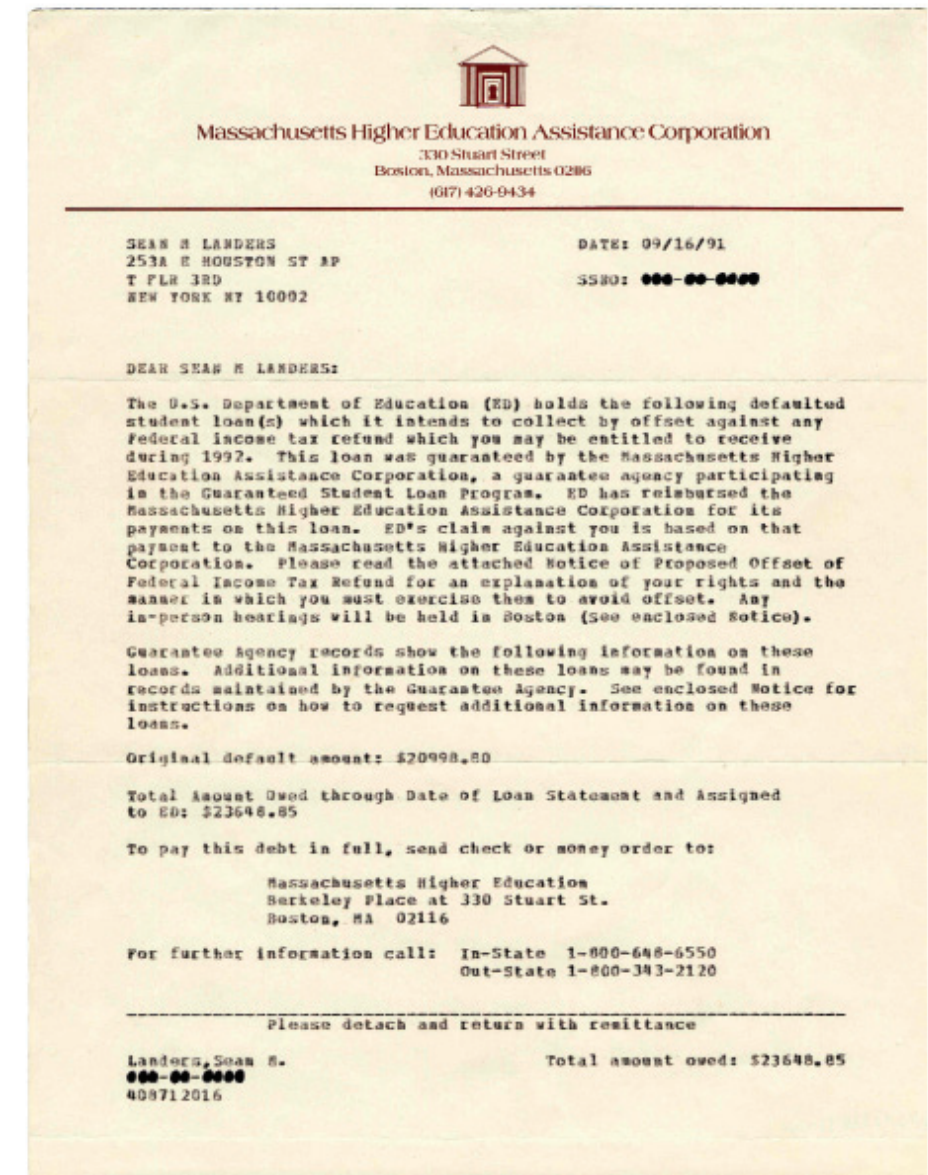 Massachusetts Higher Education Assistance Corporation
330 Stuart Street
Boston, Massachusetts 02116
(617) 426-9434
SEAN M LANDERS
DATE: 09/16/91
253A E HOUSTON ST AP
T FLR 3RD
SSNO:
NEW YORK NY 10002
DEAR SEAN M LANDERS:
The U.S. Department of Education (ED) holds the following defaulted
student loan(s) which it intends to collect by offset against any
Federal income tax refund which you may be entitled to receive
during 1992. This loan was guaranteed by the Massachusetts Higher
Education Assistance Corporation, a guarantee agency participating
in the Guaranteed Student Loan Program. ED has reimbursed the
Massachusetts Higher Education Assistance Corporation for its
payments on this loan. ED's claim against you is based on that
payment to the Massachusetts Higher Education Assistance
Corporation. Please read the attached Notice of Proposed Offset of
Federal Income Tax Refund for an explanation of your rights and the
manner in which you must exercise them to avoid offset. Any
in-person hearings will be held in Boston (See enclosed Notice).
Guarantee Agency records show the following information on these
loans. Additional information on these loans may be found in
records maintained by the Guarantee Agency. See enclosed Notice for
instructions on how to request additional information on these
loans.
Original default amount: $20998.80
Total Amount Owed through Date of Loan Statement and Assigned
to ED: $23648.85
To pay this debt in full, send check or money order to:
Massachusetts Higher Education
Berkeley Place at 330 Stuart St.
Boston, MA 02116
For further information call: In-State 1-800-648-6550
Out-State 1-800-343-2120
Please detach and return with remittance
Landers,Sean M.
Total amount owed: $23648.85
408712016